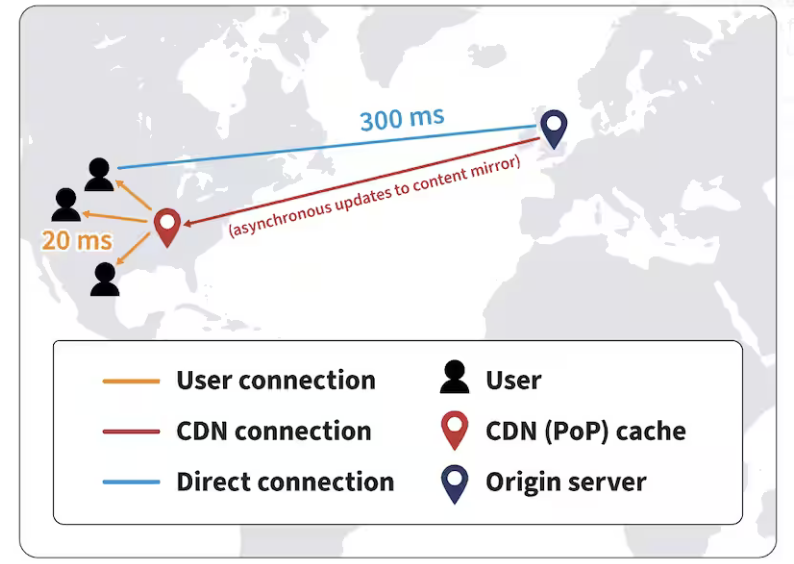 300 ms
(asynchronous updates to content mirror)
20 ms
User connection
User
CDN connection
CDN (PoP) cache
Direct connection
Origin server